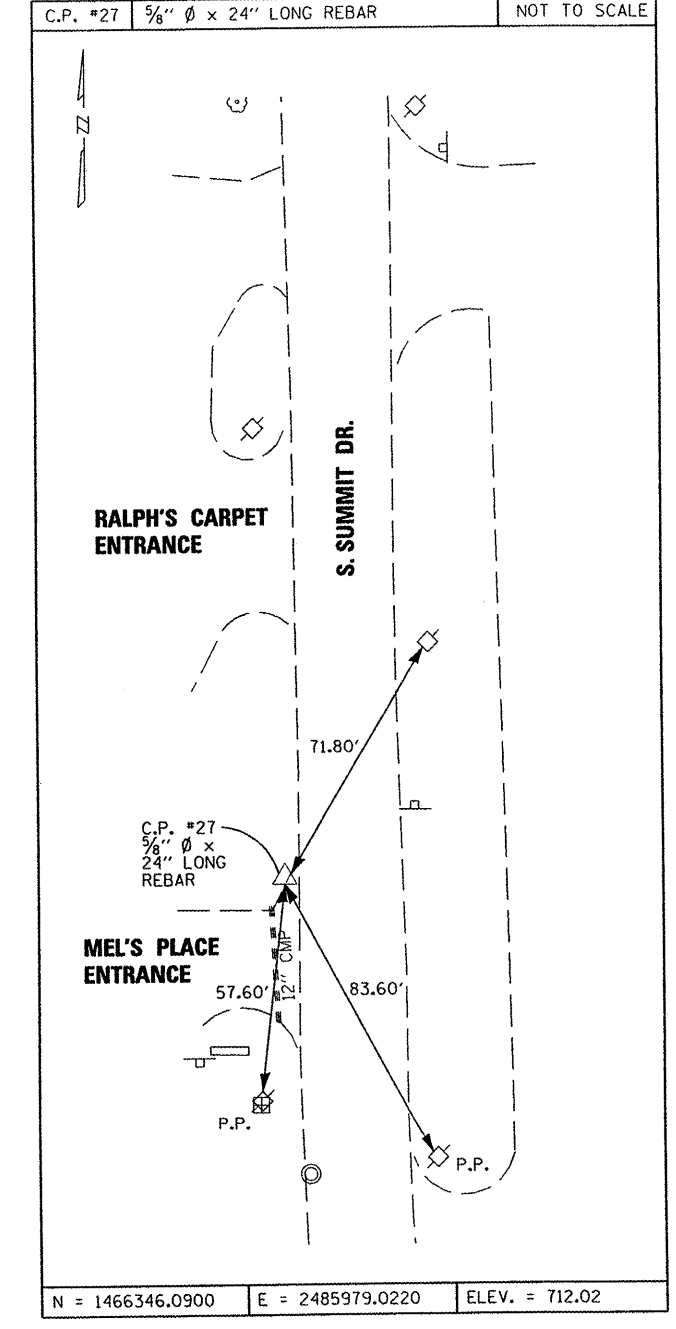 C.P. #27 5/8" Ø x 24" LONG REBAR NOT TO SCALE
N
S. SUMMIT DR.
RALPH'S CARPET
ENTRANCE
71.80'
C.P. #27
5/8" Ø x
24" LONG
REBAR
MEL'S PLACE
ENTRANCE
12" CMP
57.60'
83.60'
P.P.
P.P.
N = 1466346.0900 E = 2485979.0220 ELEV. = 712.02